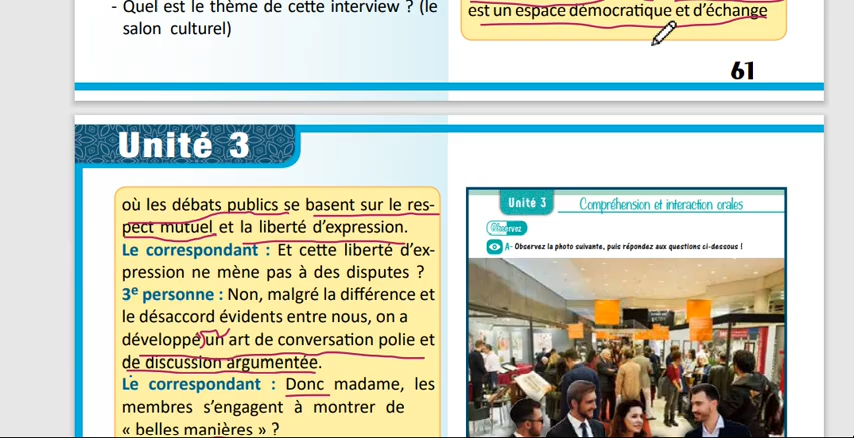 - Quel est le thème de cette interview ? (le
salon culturel)
est un espace démocratique et d’échange
61
Unité 3
où les débats publics se basent sur le res-
pect mutuel et la liberté d’expression.
Le correspondant : Et cette liberté d’ex-
pression ne mène pas à des disputes ?
3e personne : Non, malgré la différence et
le désaccord évidents entre nous, on a
développé un art de conversation polie et
de discussion argumentée.
Le correspondant : Donc madame, les
membres s’engagent à montrer de
« belles manières » ?
Unité 3
Compréhension et interaction orales
Observez
A- Observez la photo suivante, puis répondez aux questions ci-dessous !